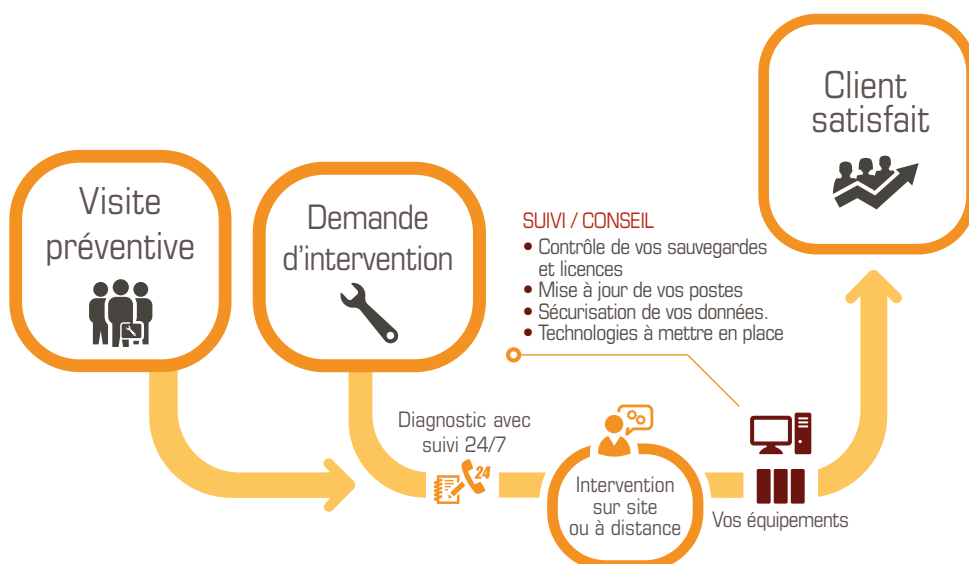 Visite
préventive
Demande
d'intervention
Client
satisfait
SUIVI / CONSEIL
• Contrôle de vos sauvegardes
et licences
• Mise à jour de vos postes
• Sécurisation de vos données.
• Technologies à mettre en place
Diagnostic avec
suivi 24/7
24
Intervention
sur site
ou à distance
Vos équipements